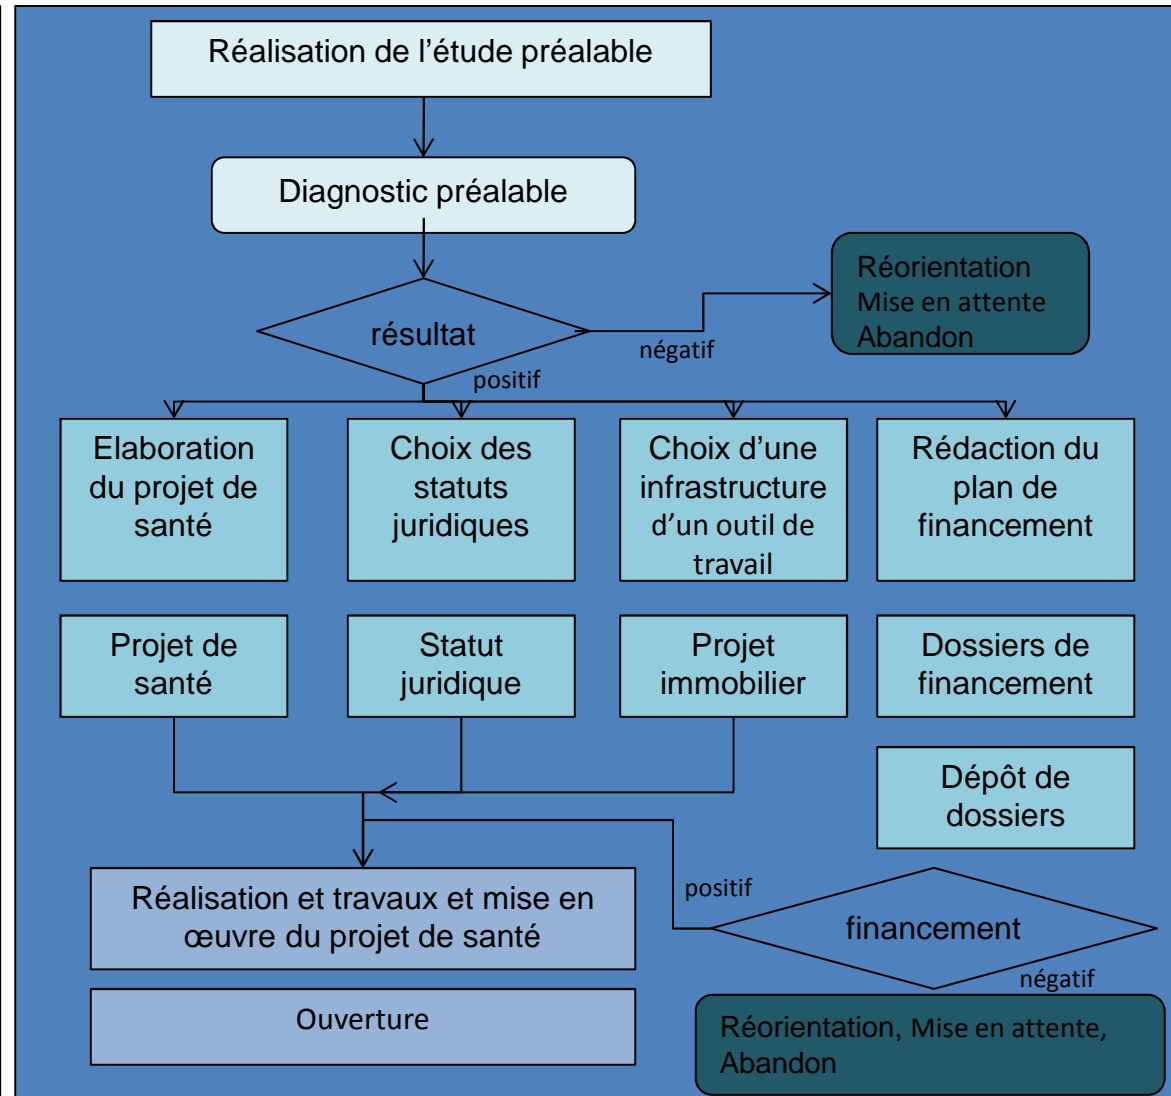 Réalisation de l'étude préalable
Diagnostic préalable
Réorientation
Mise en attente
Abandon
résultat
négatif
positif
Elaboration
du projet de
santé
Choix des
statuts
juridiques
Choix d'une
infrastructure
d'un outil de
travail
Rédaction du
plan de
financement
Projet de
santé
Statut
juridique
Projet
immobilier
Dossiers de
financement
Dépôt de
dossiers
Réalisation et travaux et mise en
œuvre du projet de santé
positif
financement
négatif
Ouverture
Réorientation, Mise en attente,
Abandon